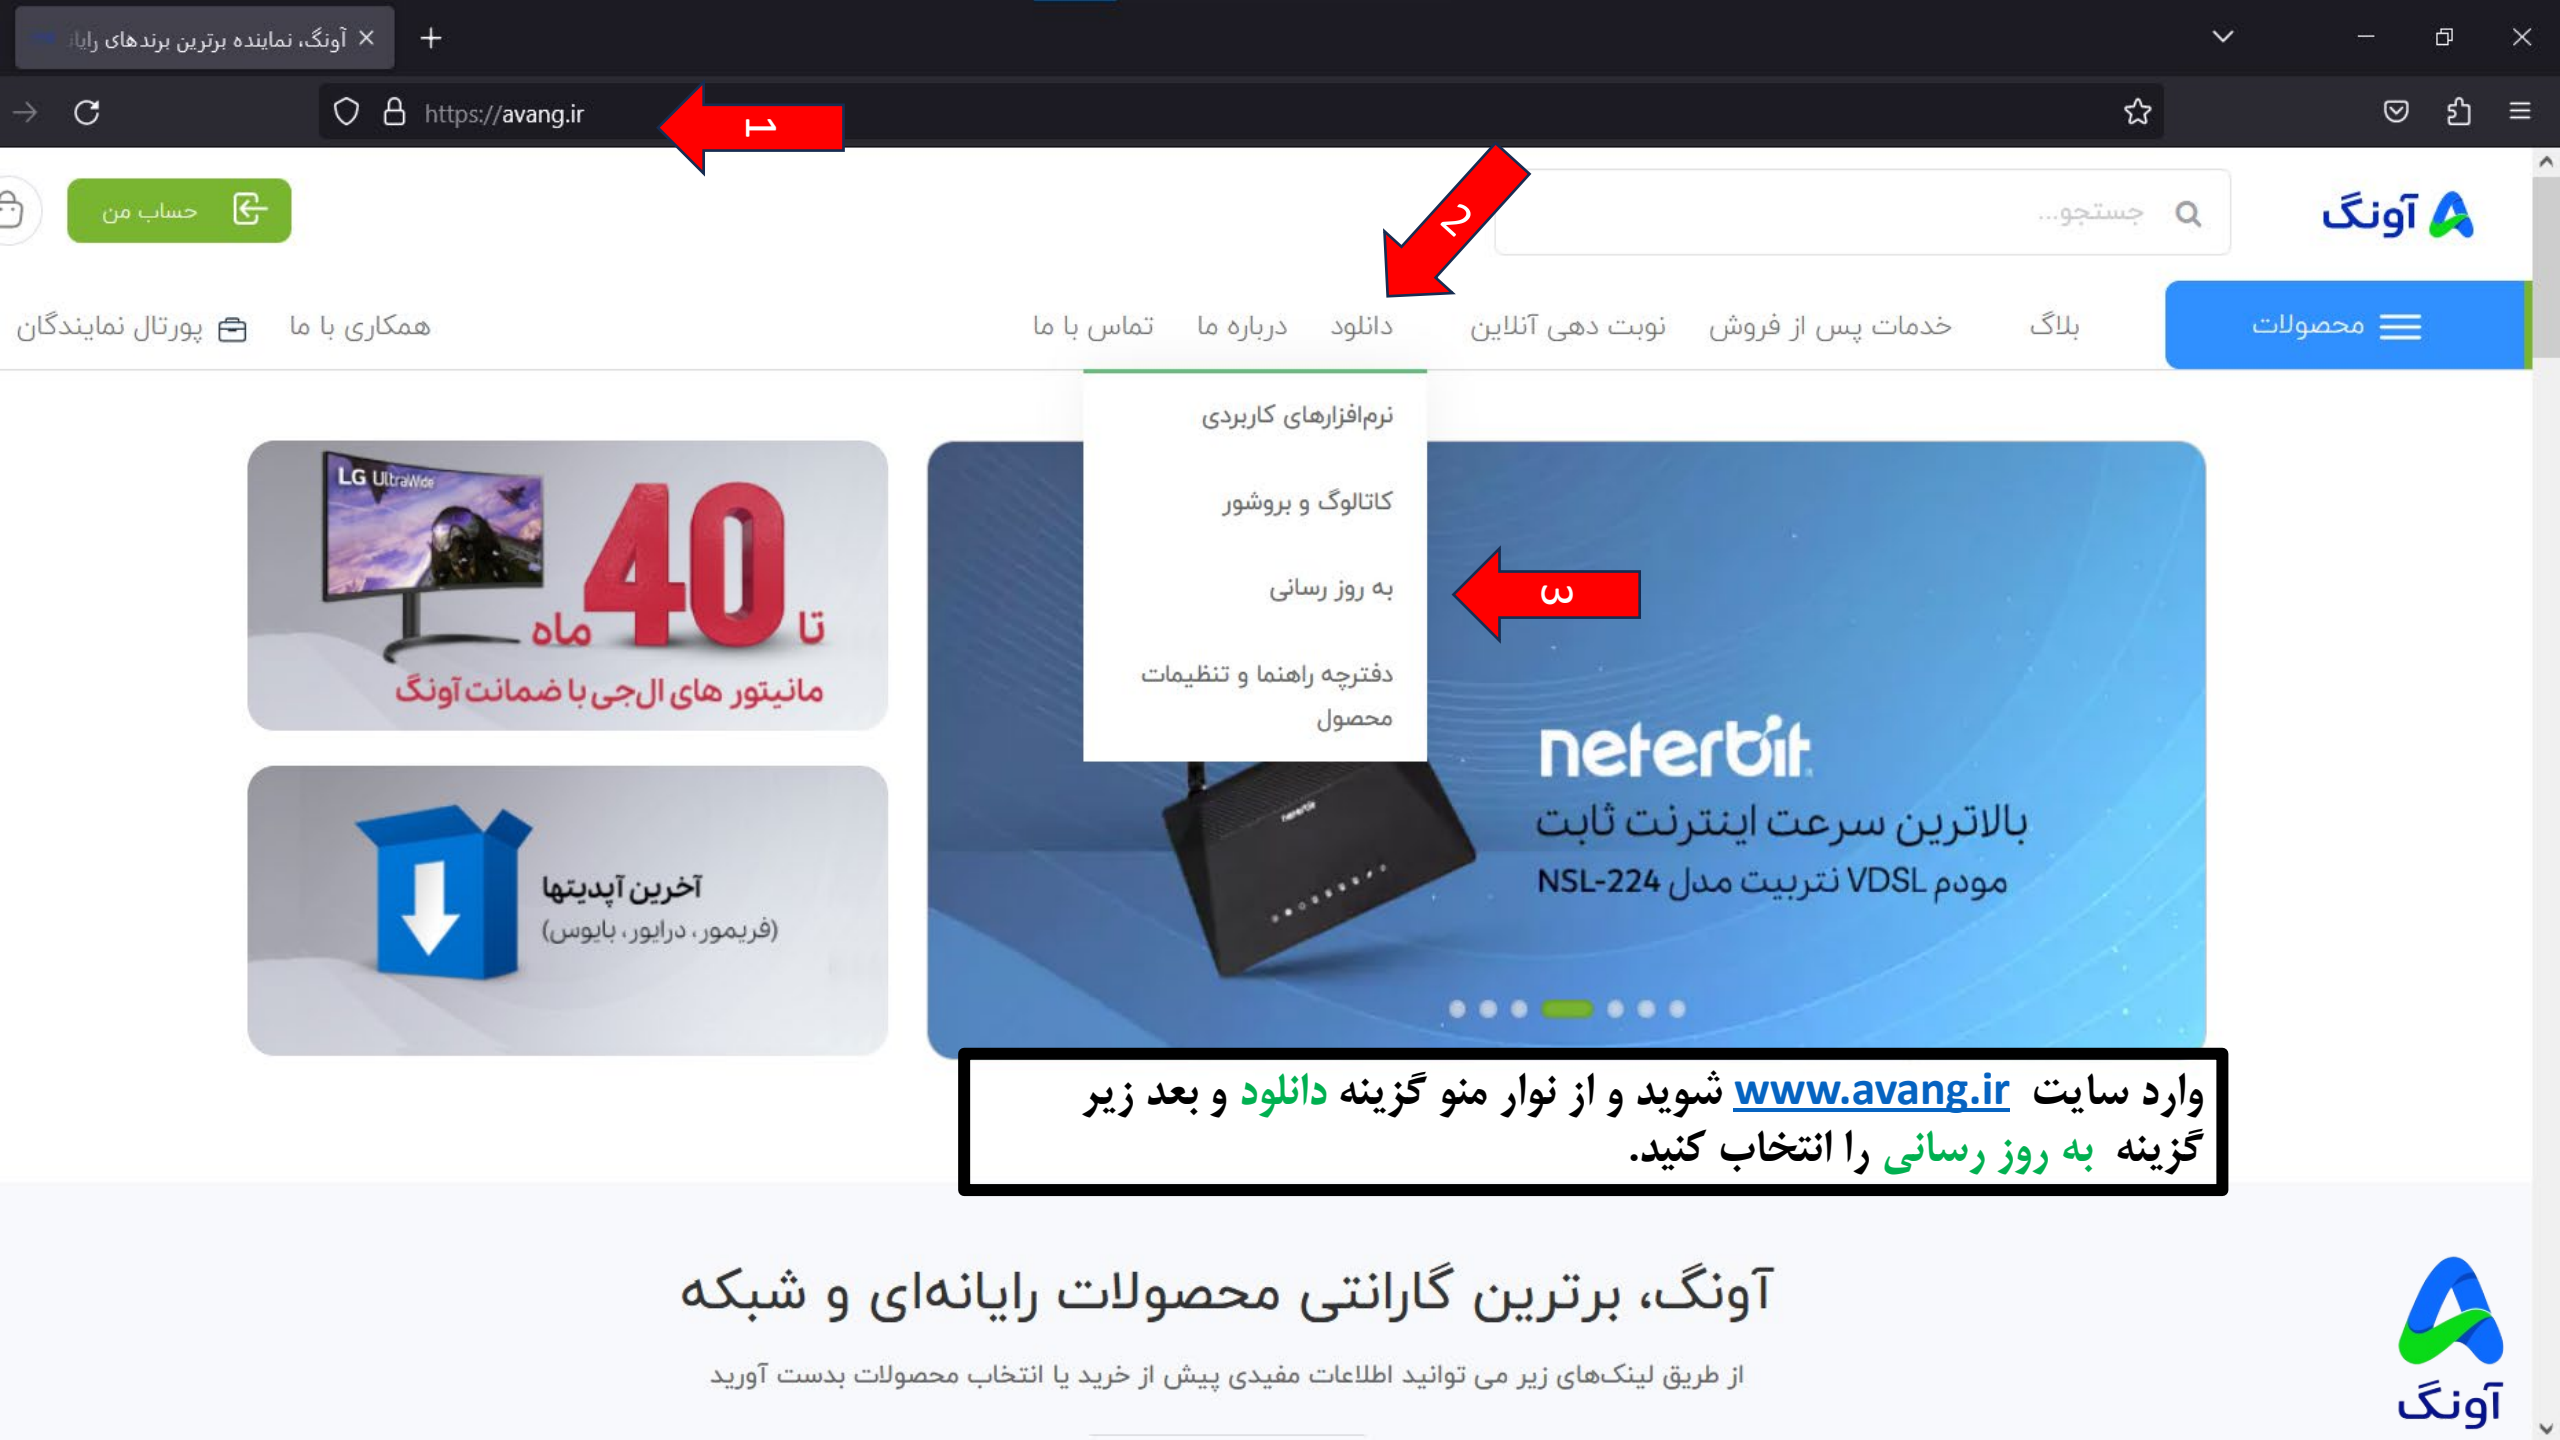 آونگ، نماینده برترین برندهای رایانه
https://avang.ir
1
آونگ
جستجو...
2
حساب من
محصولات
بلاگ
خدمات پس از فروش
نوبت دهی آنلاین
دانلود
درباره ما
تماس با ما
همکاری با ما
پورتال نمایندگان
نرم‌افزارهای کاربردی
کاتالوگ و بروشور
به روز رسانی
3
دفترچه راهنما و تنظیمات
محصول
neterbit
بالاترین سرعت اینترنت ثابت
مودم VDSL نتربیت مدل NSL-224
LG UltraWide
تا 40 ماه
مانیتور های ال‌جی با ضمانت آونگ
آخرین آپدیتها
(فریمور، درایور، بایوس)
وارد سایت www.avang.ir شوید و از نوار منو گزینه دانلود و بعد زیر
گزینه به روز رسانی را انتخاب کنید.
آونگ، برترین گارانتی محصولات رایانه‌ای و شبکه
از طریق لینک‌های زیر می توانید اطلاعات مفیدی پیش از خرید یا انتخاب محصولات بدست آورید
آونگ